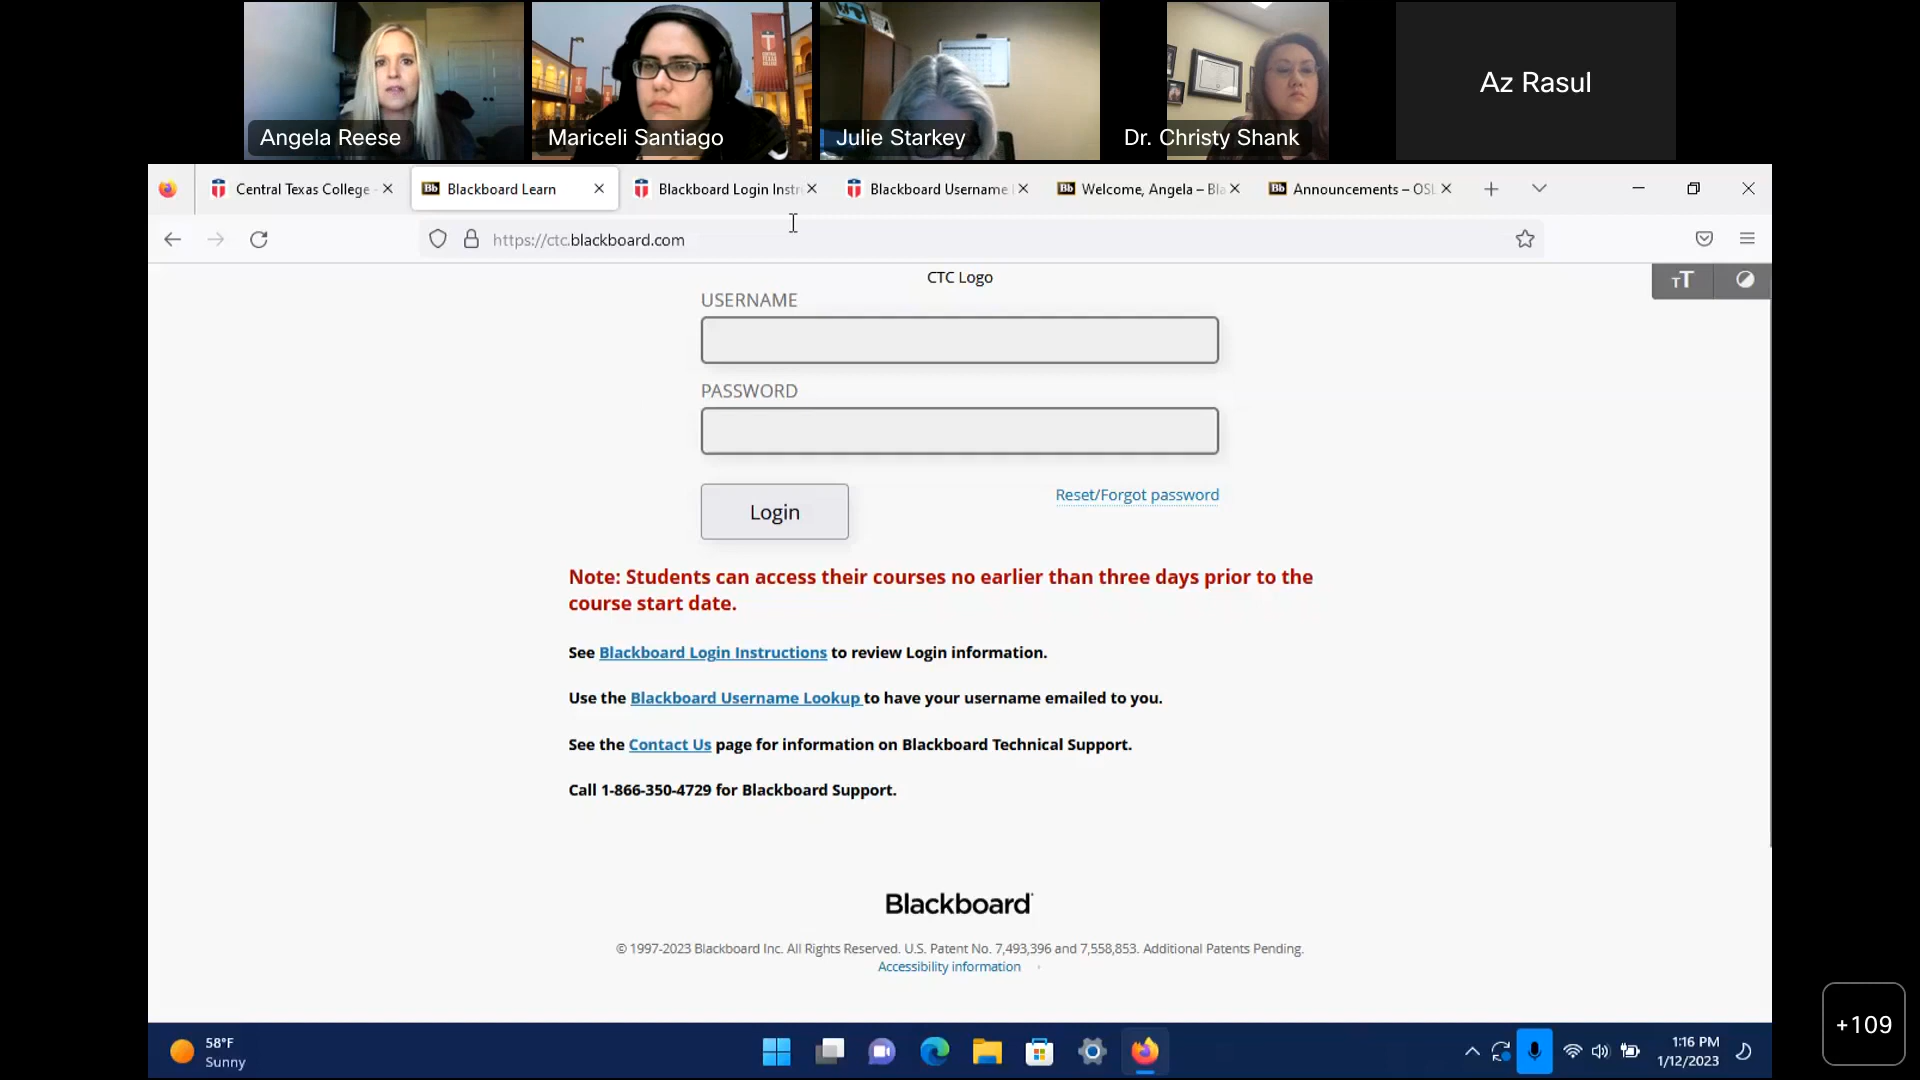 Angela Reese
Mariceli Santiago
Julie Starkey
Dr. Christy Shank
Az Rasul
Central Texas College
Blackboard Learn
Blackboard Login Instr
Blackboard Username
Welcome, Angela – Bla
Announcements – OSL
https://ctc.blackboard.com
CTC Logo
TT
USERNAME
PASSWORD
Login
Reset/Forgot password
Note: Students can access their courses no earlier than three days prior to the
course start date.
See Blackboard Login Instructions to review Login information.
Use the Blackboard Username Lookup to have your username emailed to you.
See the Contact Us page for information on Blackboard Technical Support.
Call 1-866-350-4729 for Blackboard Support.
Blackboard
© 1997-2023 Blackboard Inc. All Rights Reserved. U.S. Patent No. 7,493,396 and 7,558,853. Additional Patents Pending.
Accessibility information
+109
58°F
Sunny
1:16 PM
1/12/2023